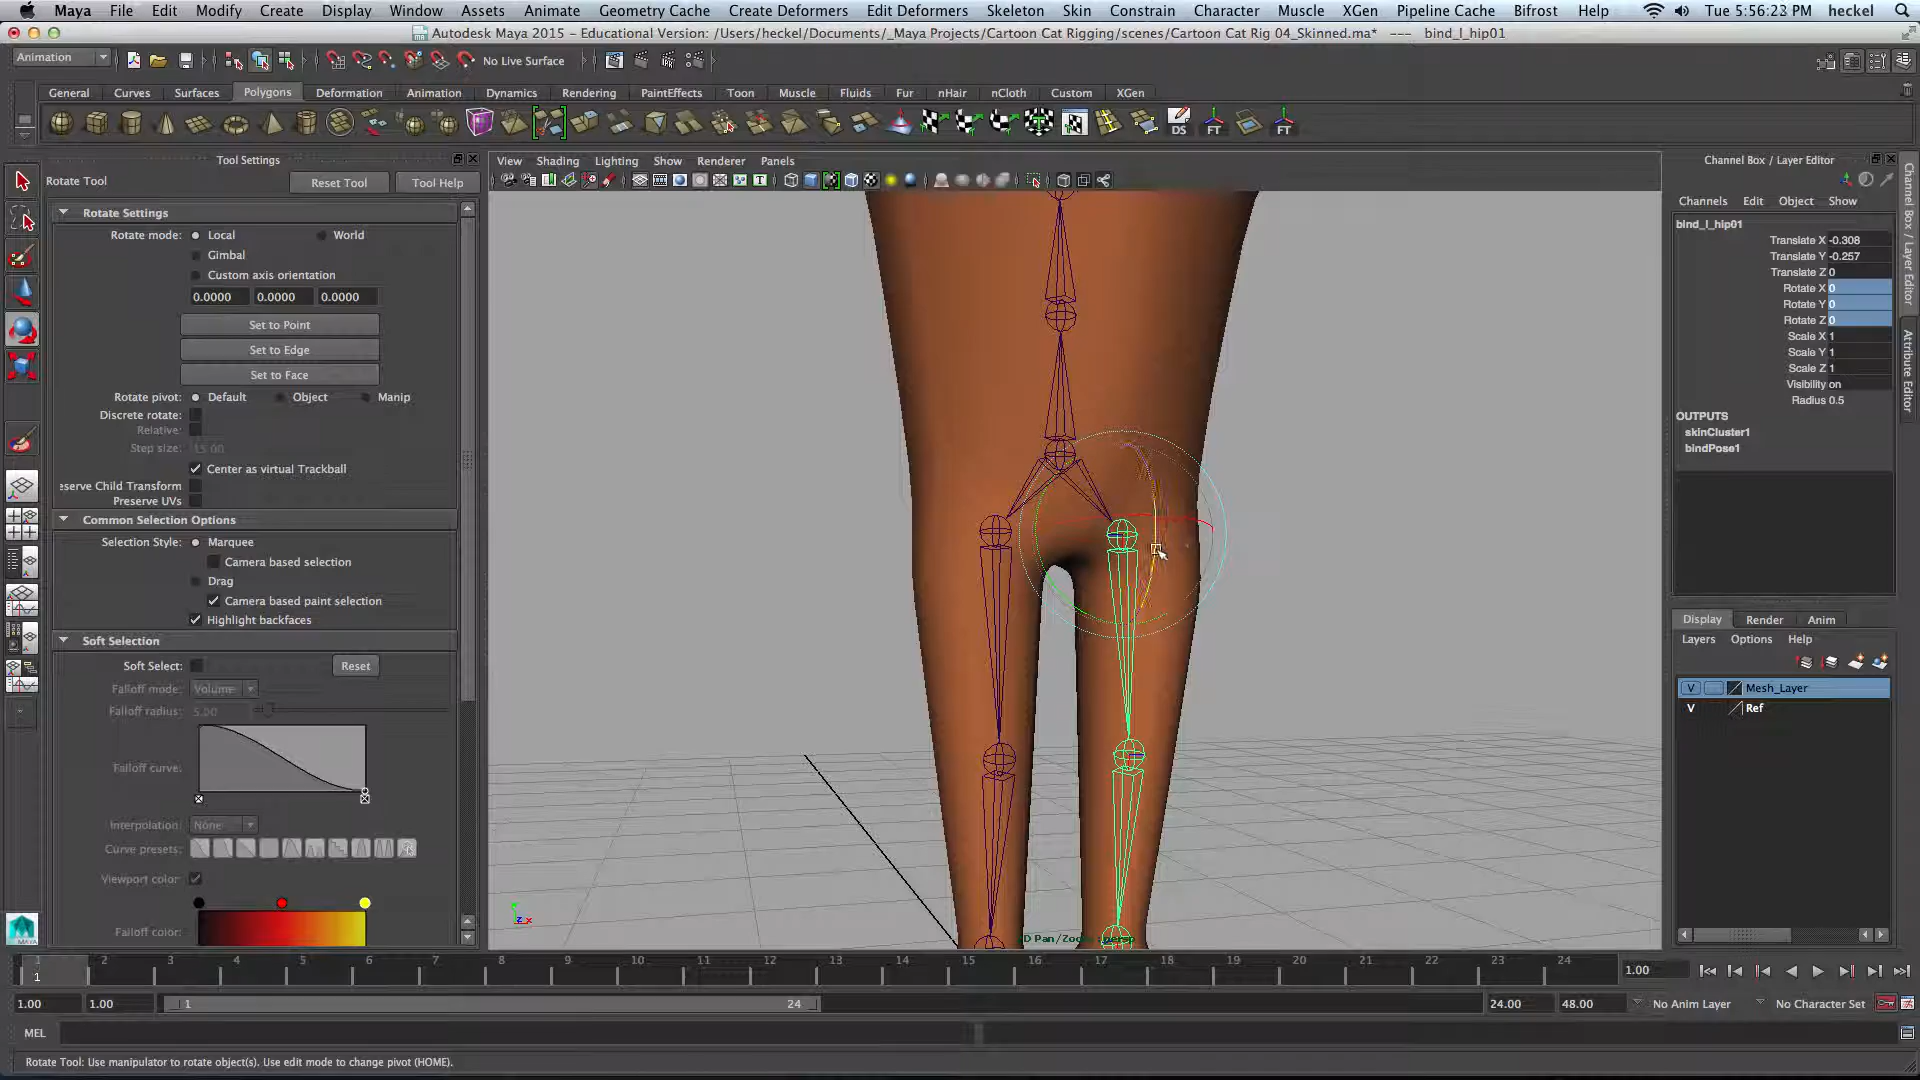 Maya File Edit Modify Create Display Window Assets Animate Geometry Cache Create Deformers Edit Deformers Skeleton Skin Constrain Character Muscle XGen Pipeline Cache Bifrost Help Tue 5:56:23 PM heckel
Autodesk Maya 2015 – Educational Version: /Users/heckel/Documents/_Maya Projects/Cartoon Cat Rigging/scenes/Cartoon Cat Rig 04_Skinned.ma* --- bind_l_hip01
Animation No Live Surface
General Curves Surfaces Polygons Deformation Animation Dynamics Rendering PaintEffects Toon Muscle Fluids Fur nHair nCloth Custom XGen
DS FT FT
Tool Settings
Rotate Tool Reset Tool Tool Help
Rotate Settings
Rotate mode: Local World
Gimbal
Custom axis orientation
0.0000 0.0000 0.0000
Set to Point
Set to Edge
Set to Face
Rotate pivot: Default Object Manip
Discrete rotate:
Relative:
Step size: 15.00
Center as virtual Trackball
eserve Child Transform
Preserve UVs
Common Selection Options
Selection Style: Marquee
Camera based selection
Drag
Camera based paint selection
Highlight backfaces
Soft Selection
Soft Select: Reset
Falloff mode: Volume
Falloff radius: 5.00
Falloff curve:
Interpolation: None
Curve presets:
Viewport color:
Falloff color:
MAYA
View Shading Lighting Show Renderer Panels
Channel Box / Layer Editor
Channels Edit Object Show
bind_l_hip01
Translate X -0.308
Translate Y -0.257
Translate Z 0
Rotate X 0
Rotate Y 0
Rotate Z 0
Scale X 1
Scale Y 1
Scale Z 1
Visibility on
Radius 0.5
OUTPUTS
skinCluster1
bindPose1
Display Render Anim
Layers Options Help
V Mesh_Layer
V Ref
Channel Box / Layer Editor
Attribute Editor
1 2 3 4 5 6 7 8 9 10 11 12 13 14 15 16 17 18 19 20 21 22 23 24
1 1.00
1.00 1.00 1 24 24.00 48.00 No Anim Layer No Character Set
MEL
Rotate Tool: Use manipulator to rotate object(s). Use edit mode to change pivot (HOME).